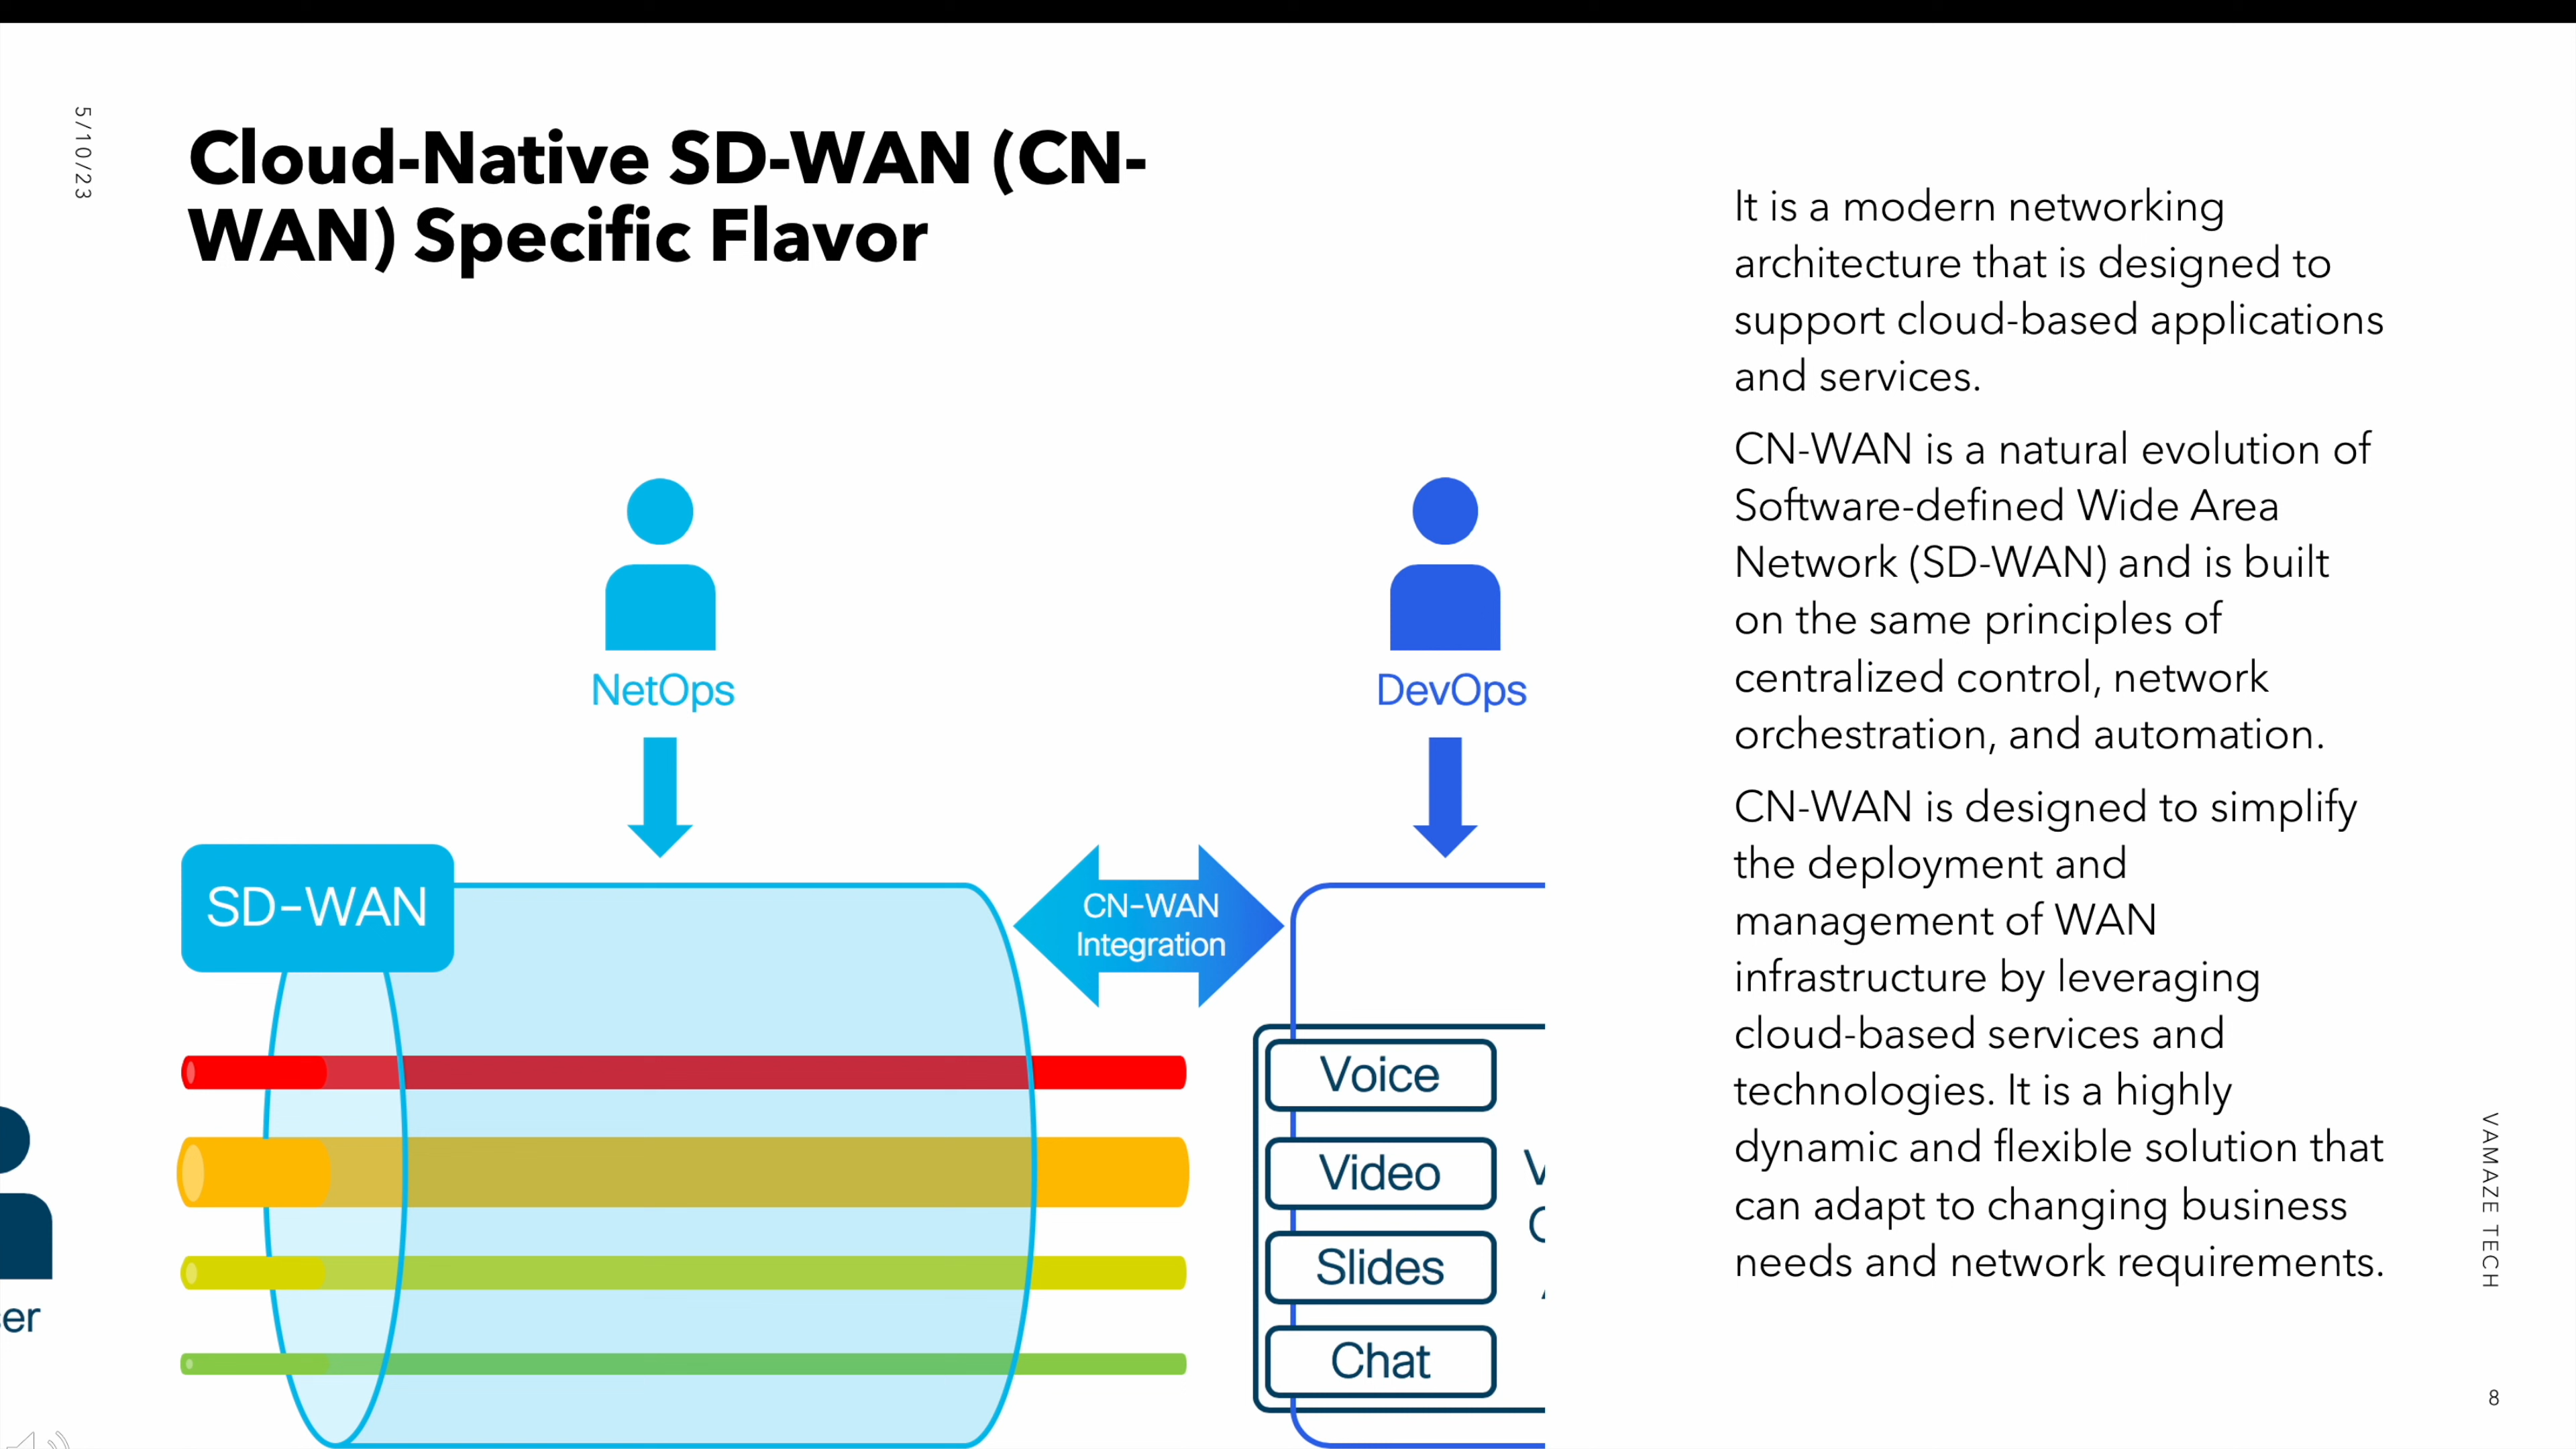 5/10/23
Cloud-Native SD-WAN (CN-
WAN) Specific Flavor
NetOps
DevOps
SD-WAN
CN-WAN
Integration
Voice
Video
Slides
Chat
It is a modern networking
architecture that is designed to
support cloud-based applications
and services.
CN-WAN is a natural evolution of
Software-defined Wide Area
Network (SD-WAN) and is built
on the same principles of
centralized control, network
orchestration, and automation.
CN-WAN is designed to simplify
the deployment and
management of WAN
infrastructure by leveraging
cloud-based services and
technologies. It is a highly
dynamic and flexible solution that
can adapt to changing business
needs and network requirements.
VAMAZE TECH
8